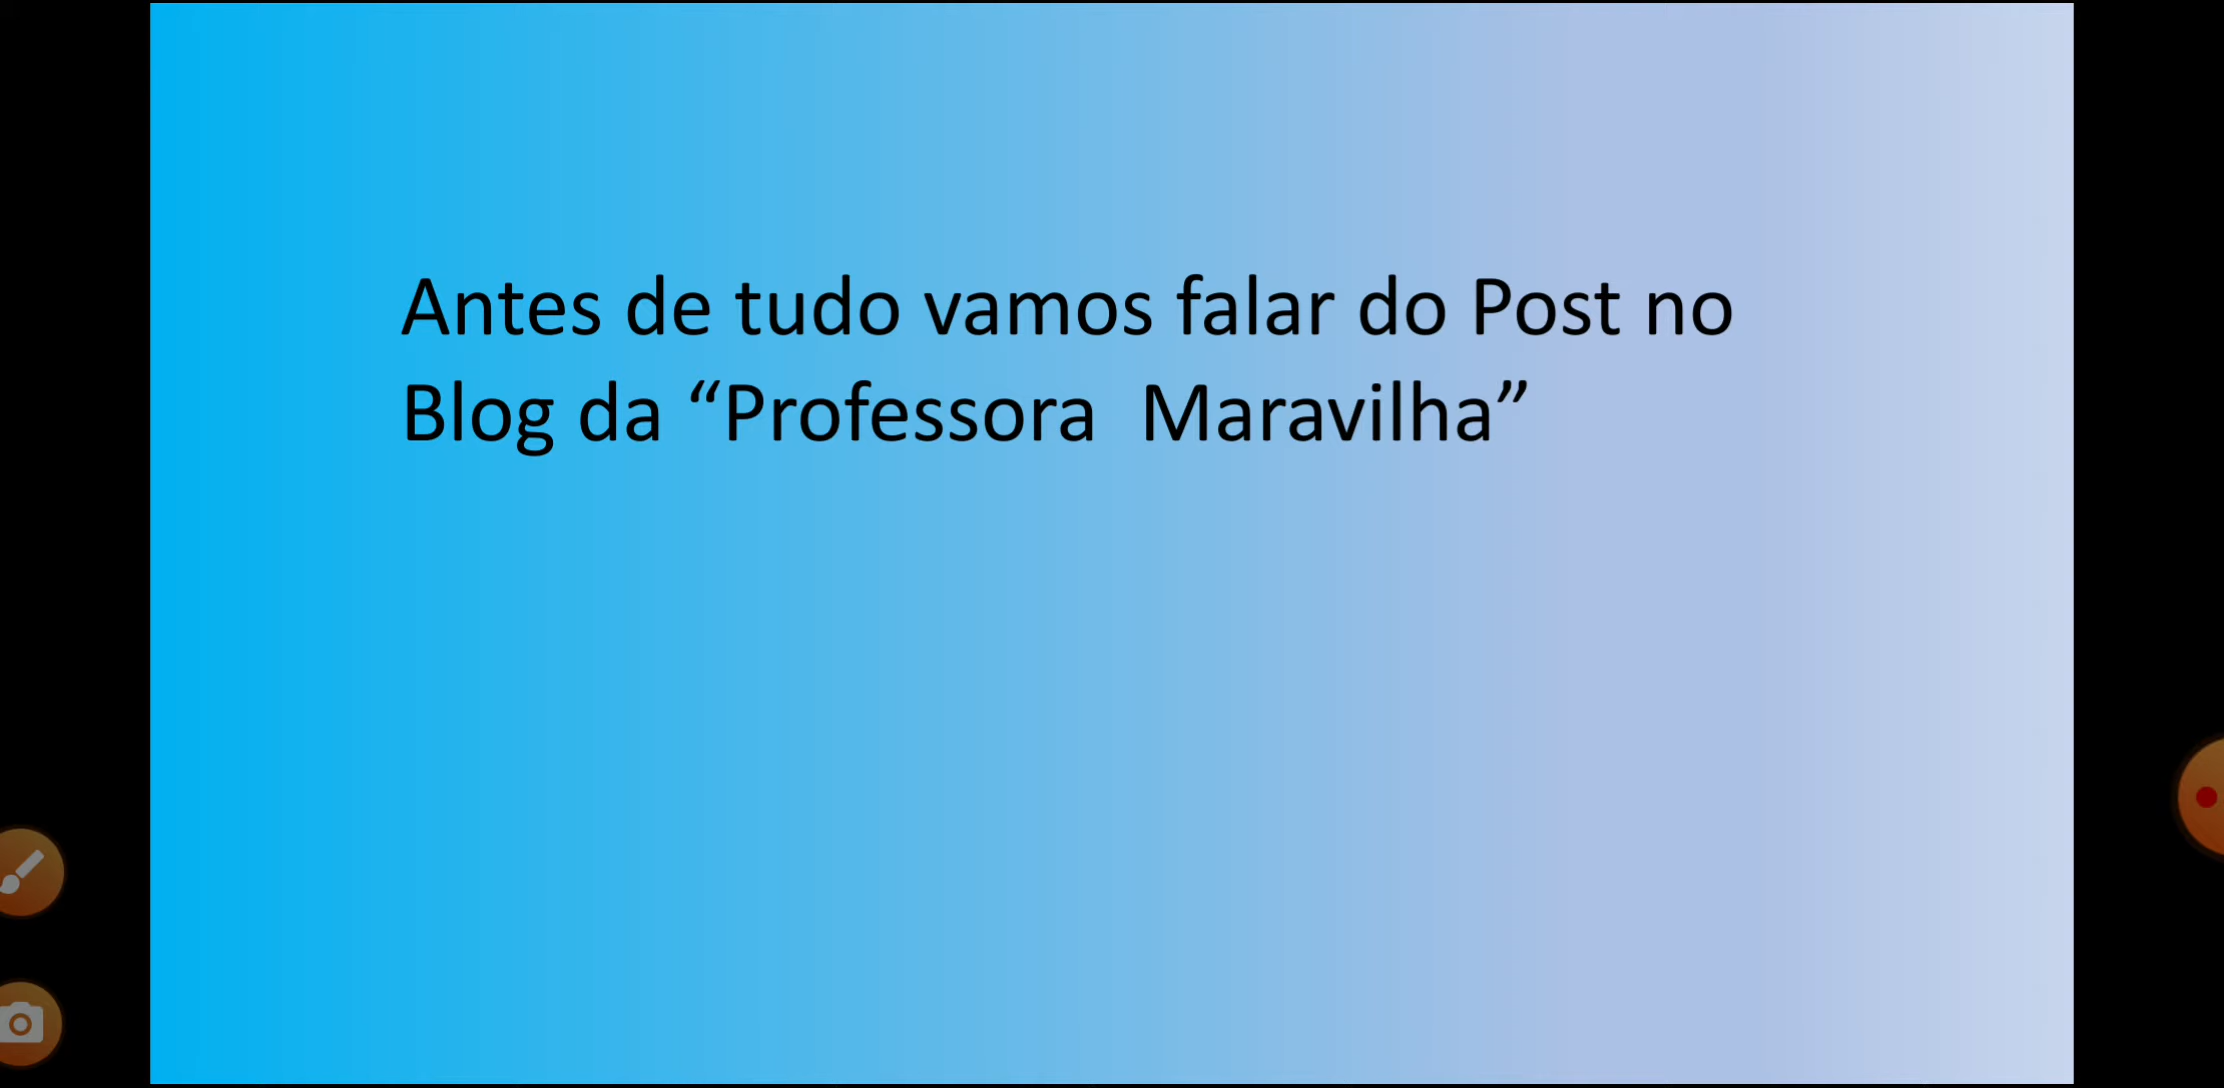 Antes de tudo vamos falar do Post no
Blog da “Professora  Maravilha”